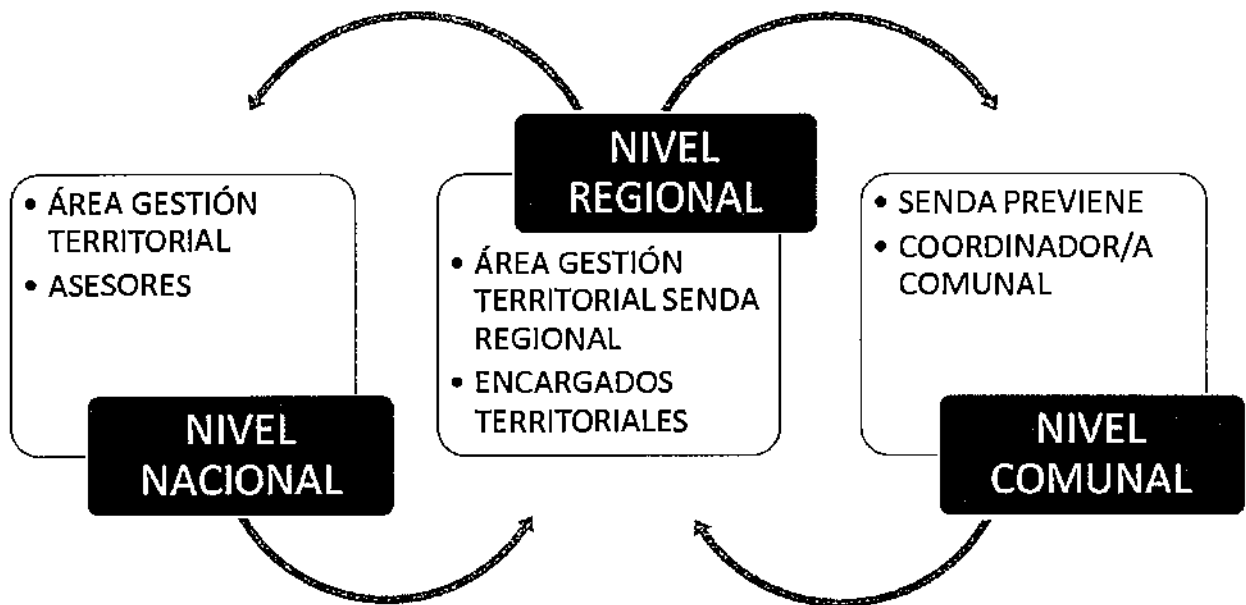 • ÁREA GESTIÓN
TERRITORIAL
• ASESORES
NIVEL
NACIONAL
NIVEL
REGIONAL
• ÁREA GESTIÓN
TERRITORIAL SENDA
REGIONAL
• ENCARGADOS
TERRITORIALES
• SENDA PREVIENE
• COORDINADOR/A
COMUNAL
NIVEL
COMUNAL